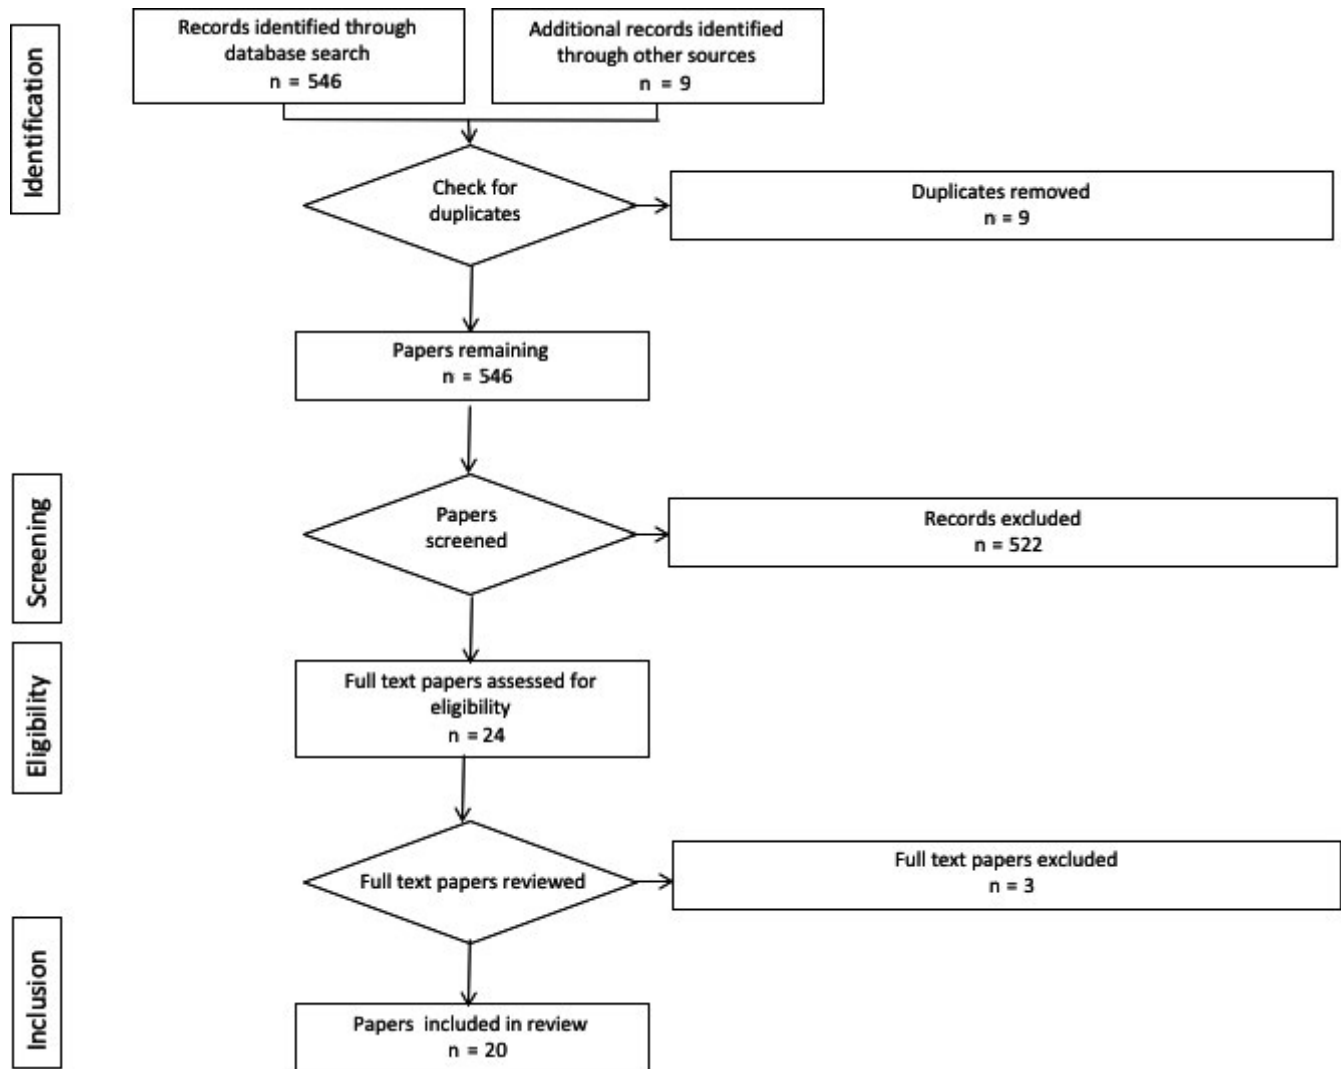 Identification
Records identified through
database search
n = 546
Additional records identified
through other sources
n = 9
Check for
duplicates
Duplicates removed
n = 9
Papers remaining
n = 546
Screening
Papers
screened
Records excluded
n = 522
Eligibility
Full text papers assessed for
eligibility
n = 24
Full text papers reviewed
Full text papers excluded
n = 3
Inclusion
Papers included in review
n = 20